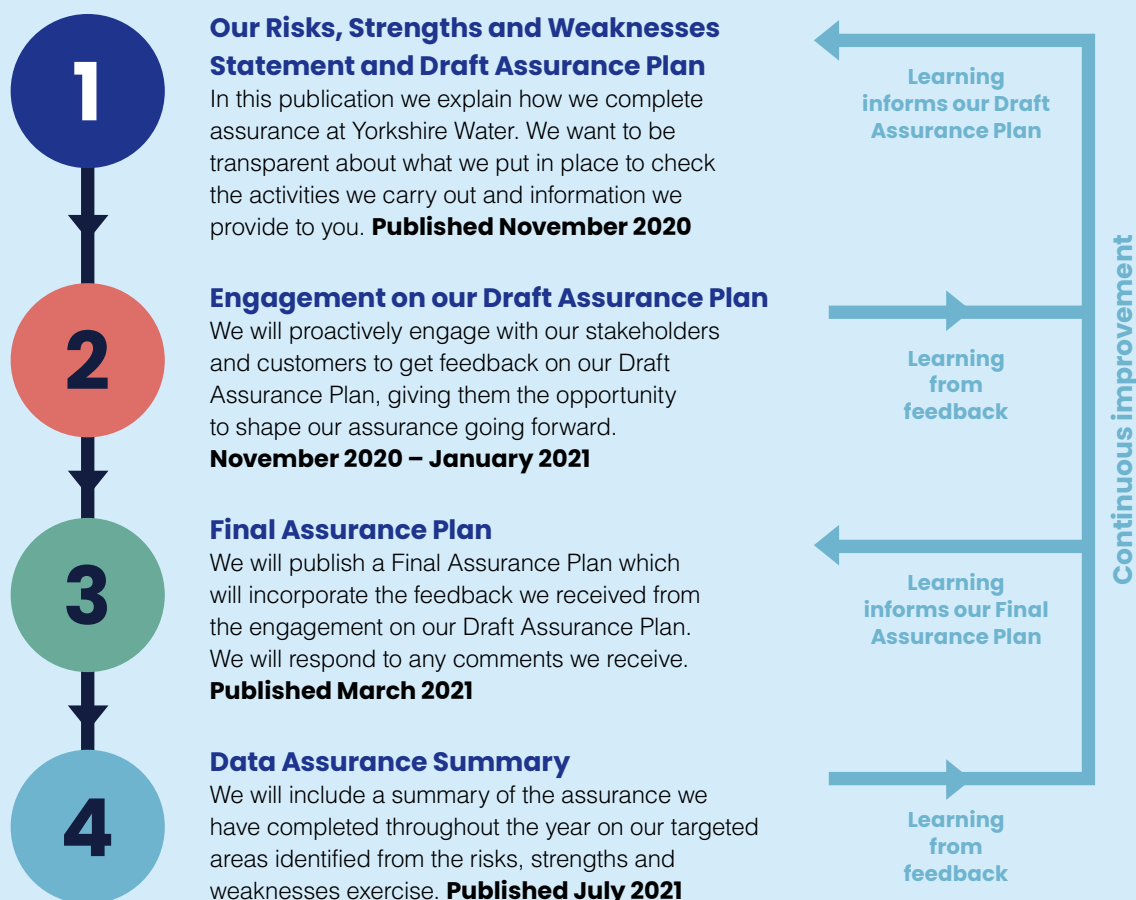 1
Our Risks, Strengths and Weaknesses
Statement and Draft Assurance Plan
In this publication we explain how we complete
assurance at Yorkshire Water. We want to be
transparent about what we put in place to check
the activities we carry out and information we
provide to you. Published November 2020
Learning
informs our Draft
Assurance Plan
2
Engagement on our Draft Assurance Plan
We will proactively engage with our stakeholders
and customers to get feedback on our Draft
Assurance Plan, giving them the opportunity
to shape our assurance going forward.
November 2020 – January 2021
Learning
from
feedback
3
Final Assurance Plan
We will publish a Final Assurance Plan which
will incorporate the feedback we received from
the engagement on our Draft Assurance Plan.
We will respond to any comments we receive.
Published March 2021
Learning
informs our Final
Assurance Plan
4
Data Assurance Summary
We will include a summary of the assurance we
have completed throughout the year on our targeted
areas identified from the risks, strengths and
weaknesses exercise. Published July 2021
Learning
from
feedback
Continuous improvement